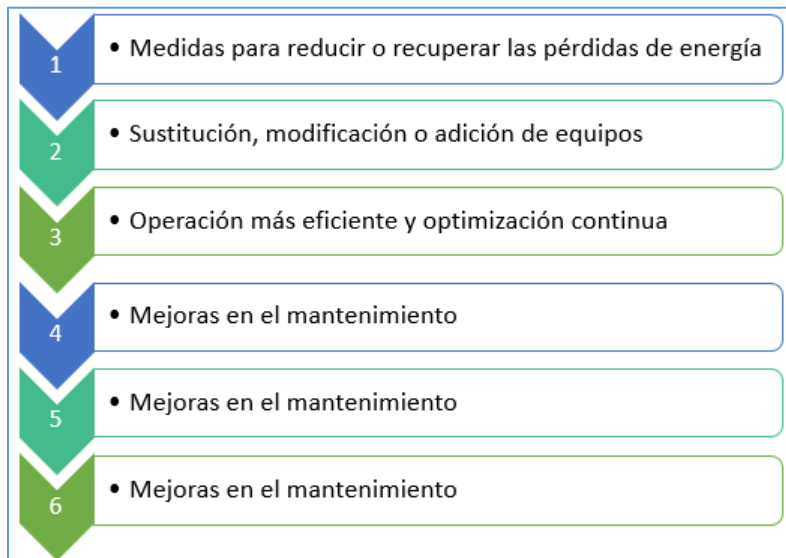 1
• Medidas para reducir o recuperar las pérdidas de energía
2
• Sustitución, modificación o adición de equipos
3
• Operación más eficiente y optimización continua
4
• Mejoras en el mantenimiento
5
• Mejoras en el mantenimiento
6
• Mejoras en el mantenimiento